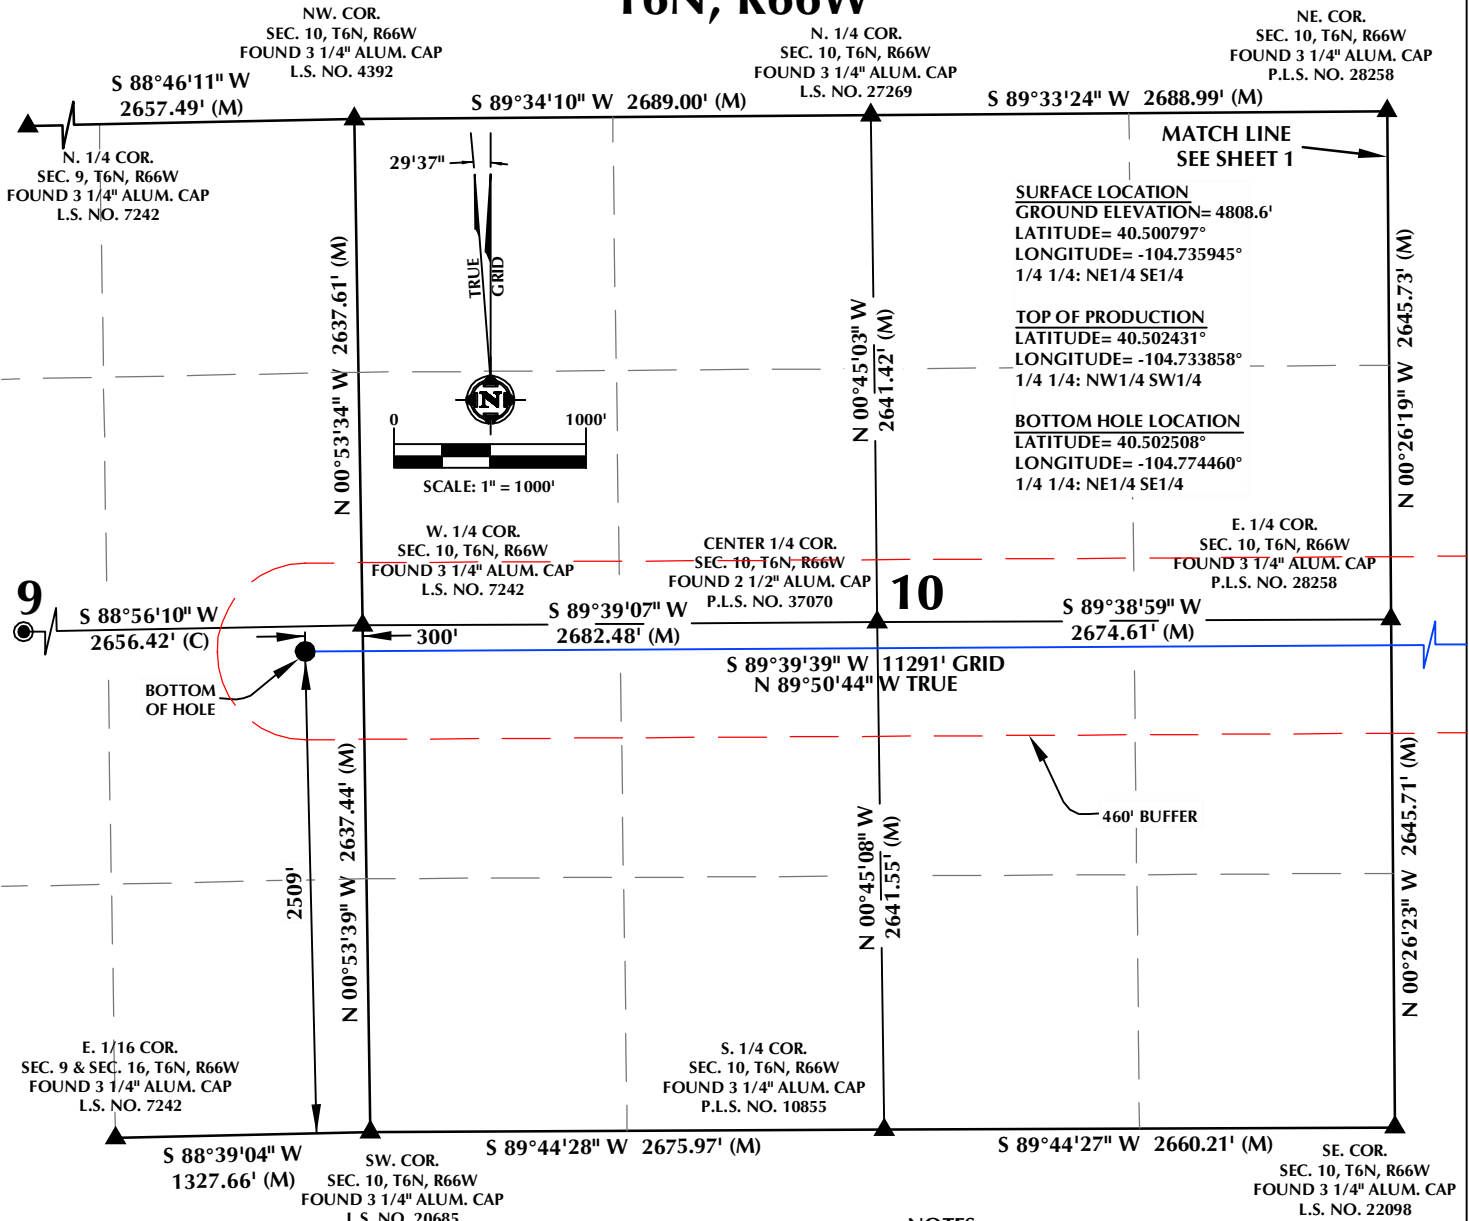 T6N, R66W
NW. COR.
SEC. 10, T6N, R66W
FOUND 3 1/4" ALUM. CAP
L.S. NO. 4392
N. 1/4 COR.
SEC. 10, T6N, R66W
FOUND 3 1/4" ALUM. CAP
L.S. NO. 27269
NE. COR.
SEC. 10, T6N, R66W
FOUND 3 1/4" ALUM. CAP
P.L.S. NO. 28258
S 88°46'11" W
2657.49' (M)
S 89°34'10" W 2689.00' (M)
S 89°33'24" W 2688.99' (M)
MATCH LINE
SEE SHEET 1
N. 1/4 COR.
SEC. 9, T6N, R66W
FOUND 3 1/4" ALUM. CAP
L.S. NO. 7242
29'37"
TRUE
GRID
N
0 1000'
SCALE: 1" = 1000'
SURFACE LOCATION
GROUND ELEVATION= 4808.6'
LATITUDE= 40.500797°
LONGITUDE= -104.735945°
1/4 1/4: NE1/4 SE1/4
TOP OF PRODUCTION
LATITUDE= 40.502431°
LONGITUDE= -104.733858°
1/4 1/4: NW1/4 SW1/4
BOTTOM HOLE LOCATION
LATITUDE= 40.502508°
LONGITUDE= -104.774460°
1/4 1/4: NE1/4 SE1/4
N 00°53'34" W 2637.61' (M)
N 00°45'03" W
2641.42' (M)
N 00°26'19" W 2645.73' (M)
W. 1/4 COR.
SEC. 10, T6N, R66W
FOUND 3 1/4" ALUM. CAP
L.S. NO. 7242
CENTER 1/4 COR.
SEC. 10, T6N, R66W
FOUND 2 1/2" ALUM. CAP
P.L.S. NO. 37070
E. 1/4 COR.
SEC. 10, T6N, R66W
FOUND 3 1/4" ALUM. CAP
P.L.S. NO. 28258
9
10
S 88°56'10" W
2656.42' (C)
300'
S 89°39'07" W
2682.48' (M)
S 89°38'59" W
2674.61' (M)
S 89°39'39" W 11291' GRID
N 89°50'44" W TRUE
BOTTOM
OF HOLE
460' BUFFER
2509'
N 00°53'39" W 2637.44' (M)
N 00°45'08" W
2641.55' (M)
N 00°26'23" W 2645.71' (M)
E. 1/16 COR.
SEC. 9 & SEC. 16, T6N, R66W
FOUND 3 1/4" ALUM. CAP
L.S. NO. 7242
S. 1/4 COR.
SEC. 10, T6N, R66W
FOUND 3 1/4" ALUM. CAP
P.L.S. NO. 10855
S 88°39'04" W
1327.66' (M)
S 89°44'28" W 2675.97' (M)
S 89°44'27" W 2660.21' (M)
SW. COR.
SEC. 10, T6N, R66W
FOUND 3 1/4" ALUM. CAP
L.S. NO. 20685
SE. COR.
SEC. 10, T6N, R66W
FOUND 3 1/4" ALUM. CAP
L.S. NO. 22098
NOTES